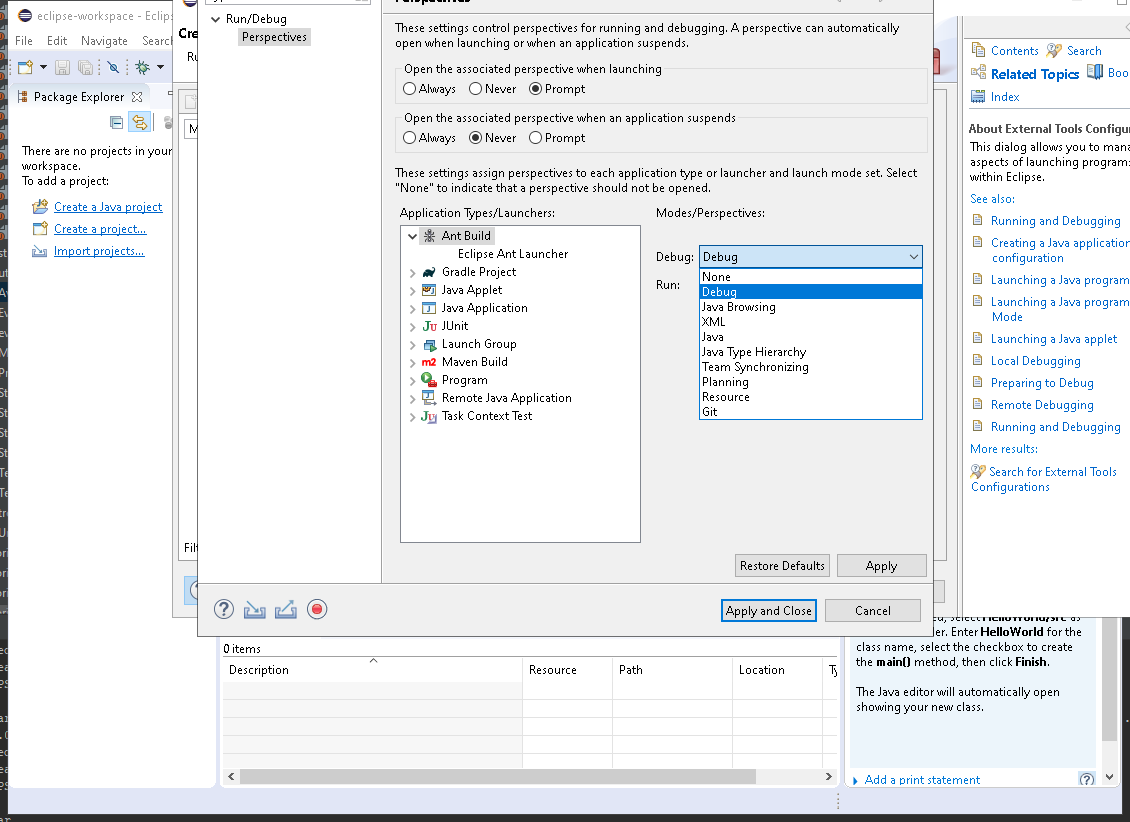 eclipse-workspace - Eclips
File Edit Navigate Search
Package Explorer
There are no projects in your
workspace.
To add a project:
Create a Java project
Create a project...
Import projects...
Cre
Ru
Run/Debug
Perspectives
These settings control perspectives for running and debugging. A perspective can automatically
open when launching or when an application suspends.
Open the associated perspective when launching
Always Never Prompt
Open the associated perspective when an application suspends
Always Never Prompt
These settings assign perspectives to each application type or launcher and launch mode set. Select
"None" to indicate that a perspective should not be opened.
Application Types/Launchers:
Ant Build
Eclipse Ant Launcher
Gradle Project
Java Applet
Java Application
JUnit
Launch Group
Maven Build
Program
Remote Java Application
Task Context Test
Modes/Perspectives:
Debug: Debug
Run:
None
Debug
Java Browsing
XML
Java
Java Type Hierarchy
Team Synchronizing
Planning
Resource
Git
Restore Defaults Apply
Apply and Close Cancel
Filt
Contents Search
Related Topics Boo
Index
About External Tools Configu
This dialog allows you to mana
aspects of launching program:
within Eclipse.
See also:
Running and Debugging
Creating a Java application
configuration
Launching a Java program
Launching a Java program
Mode
Launching a Java applet
Local Debugging
Preparing to Debug
Remote Debugging
Running and Debugging
More results:
Search for External Tools
Configurations
0 items
Description Resource Path Location Ty
select HelloWorld/src as
der. Enter HelloWorld for the
class name, select the checkbox to create
the main() method, then click Finish.
The Java editor will automatically open
showing your new class.
Add a print statement